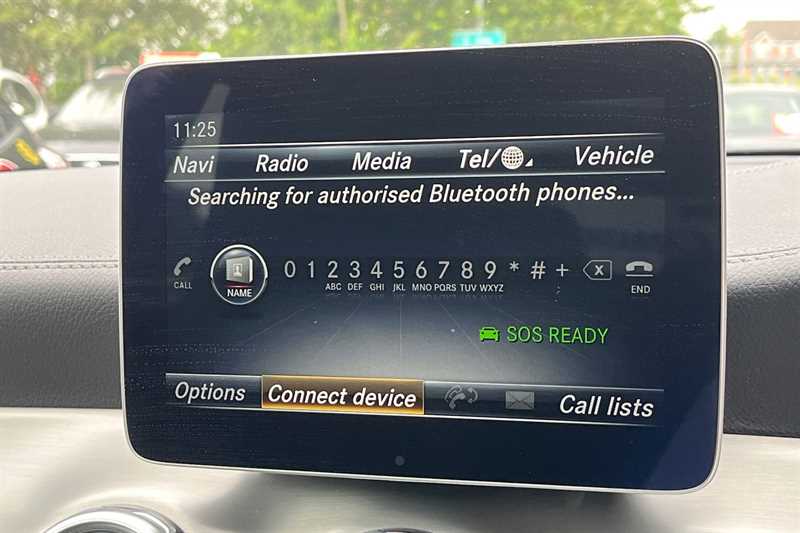 11:25
Navi Radio Media Tel/ Vehicle
Searching for authorised Bluetooth phones...
0 1 2 3 4 5 6 7 8 9 * # +
CALL NAME ABC DEF GHI JKL MNO PQRS TUV WXYZ END
SOS READY
Options Connect device Call lists